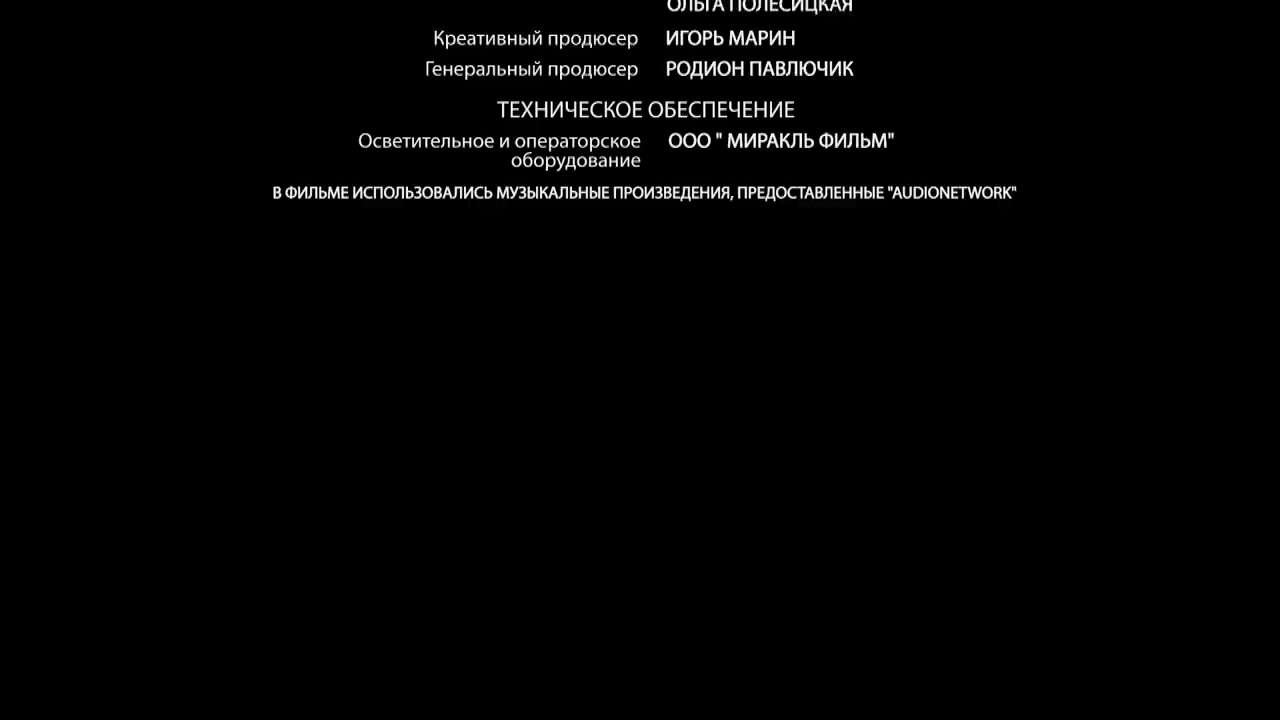 ОЛЬГА ПОЛЕСИЦКАЯ
Креативный продюсер ИГОРЬ МАРИН
Генеральный продюсер РОДИОН ПАВЛЮЧИК
ТЕХНИЧЕСКОЕ ОБЕСПЕЧЕНИЕ
Осветительное и операторское ООО " МИРАКЛЬ ФИЛЬМ"
оборудование
В ФИЛЬМЕ ИСПОЛЬЗОВАЛИСЬ МУЗЫКАЛЬНЫЕ ПРОИЗВЕДЕНИЯ, ПРЕДОСТАВЛЕННЫЕ "AUDIONETWORK"